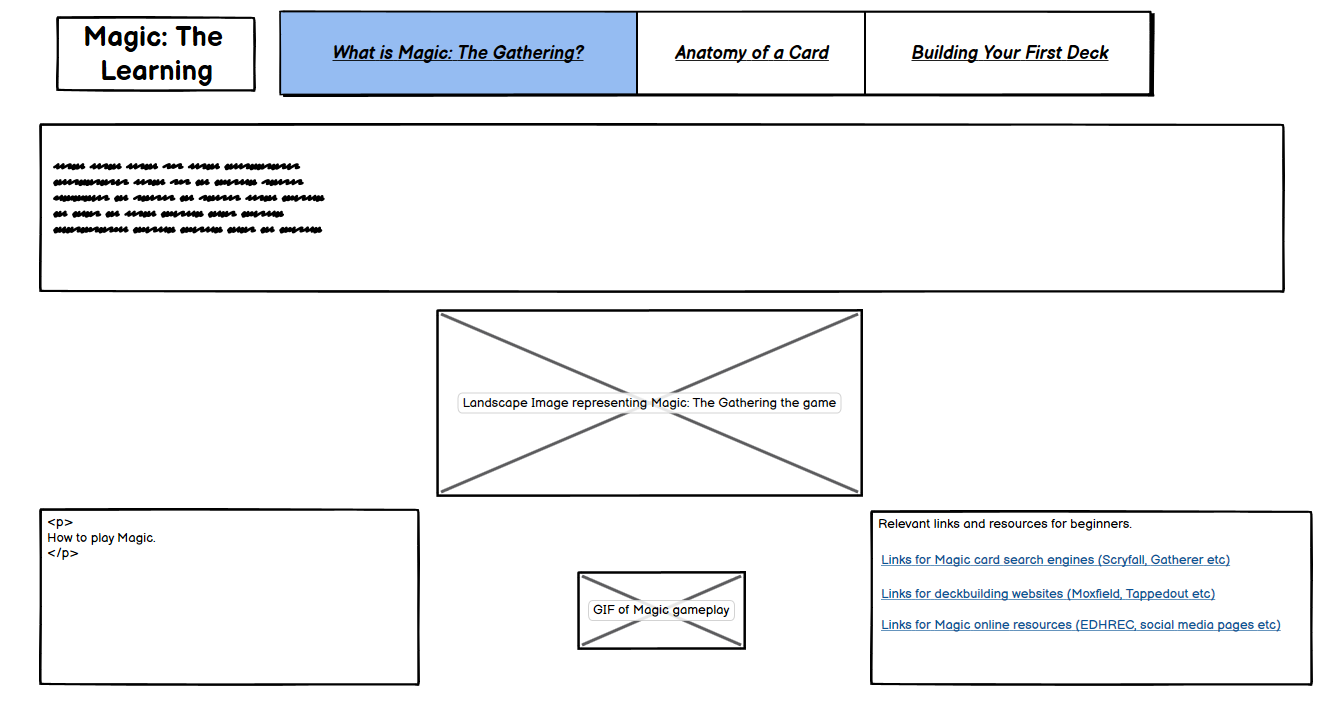 Magic: The
Learning
What is Magic: The Gathering?
Anatomy of a Card
Building Your First Deck
Landscape Image representing Magic: The Gathering the game
<p>
How to play Magic.
</p>
GIF of Magic gameplay
Relevant links and resources for beginners.
Links for Magic card search engines (Scryfall, Gatherer etc)
Links for deckbuilding websites (Moxfield, Tappedout etc)
Links for Magic online resources (EDHREC, social media pages etc)